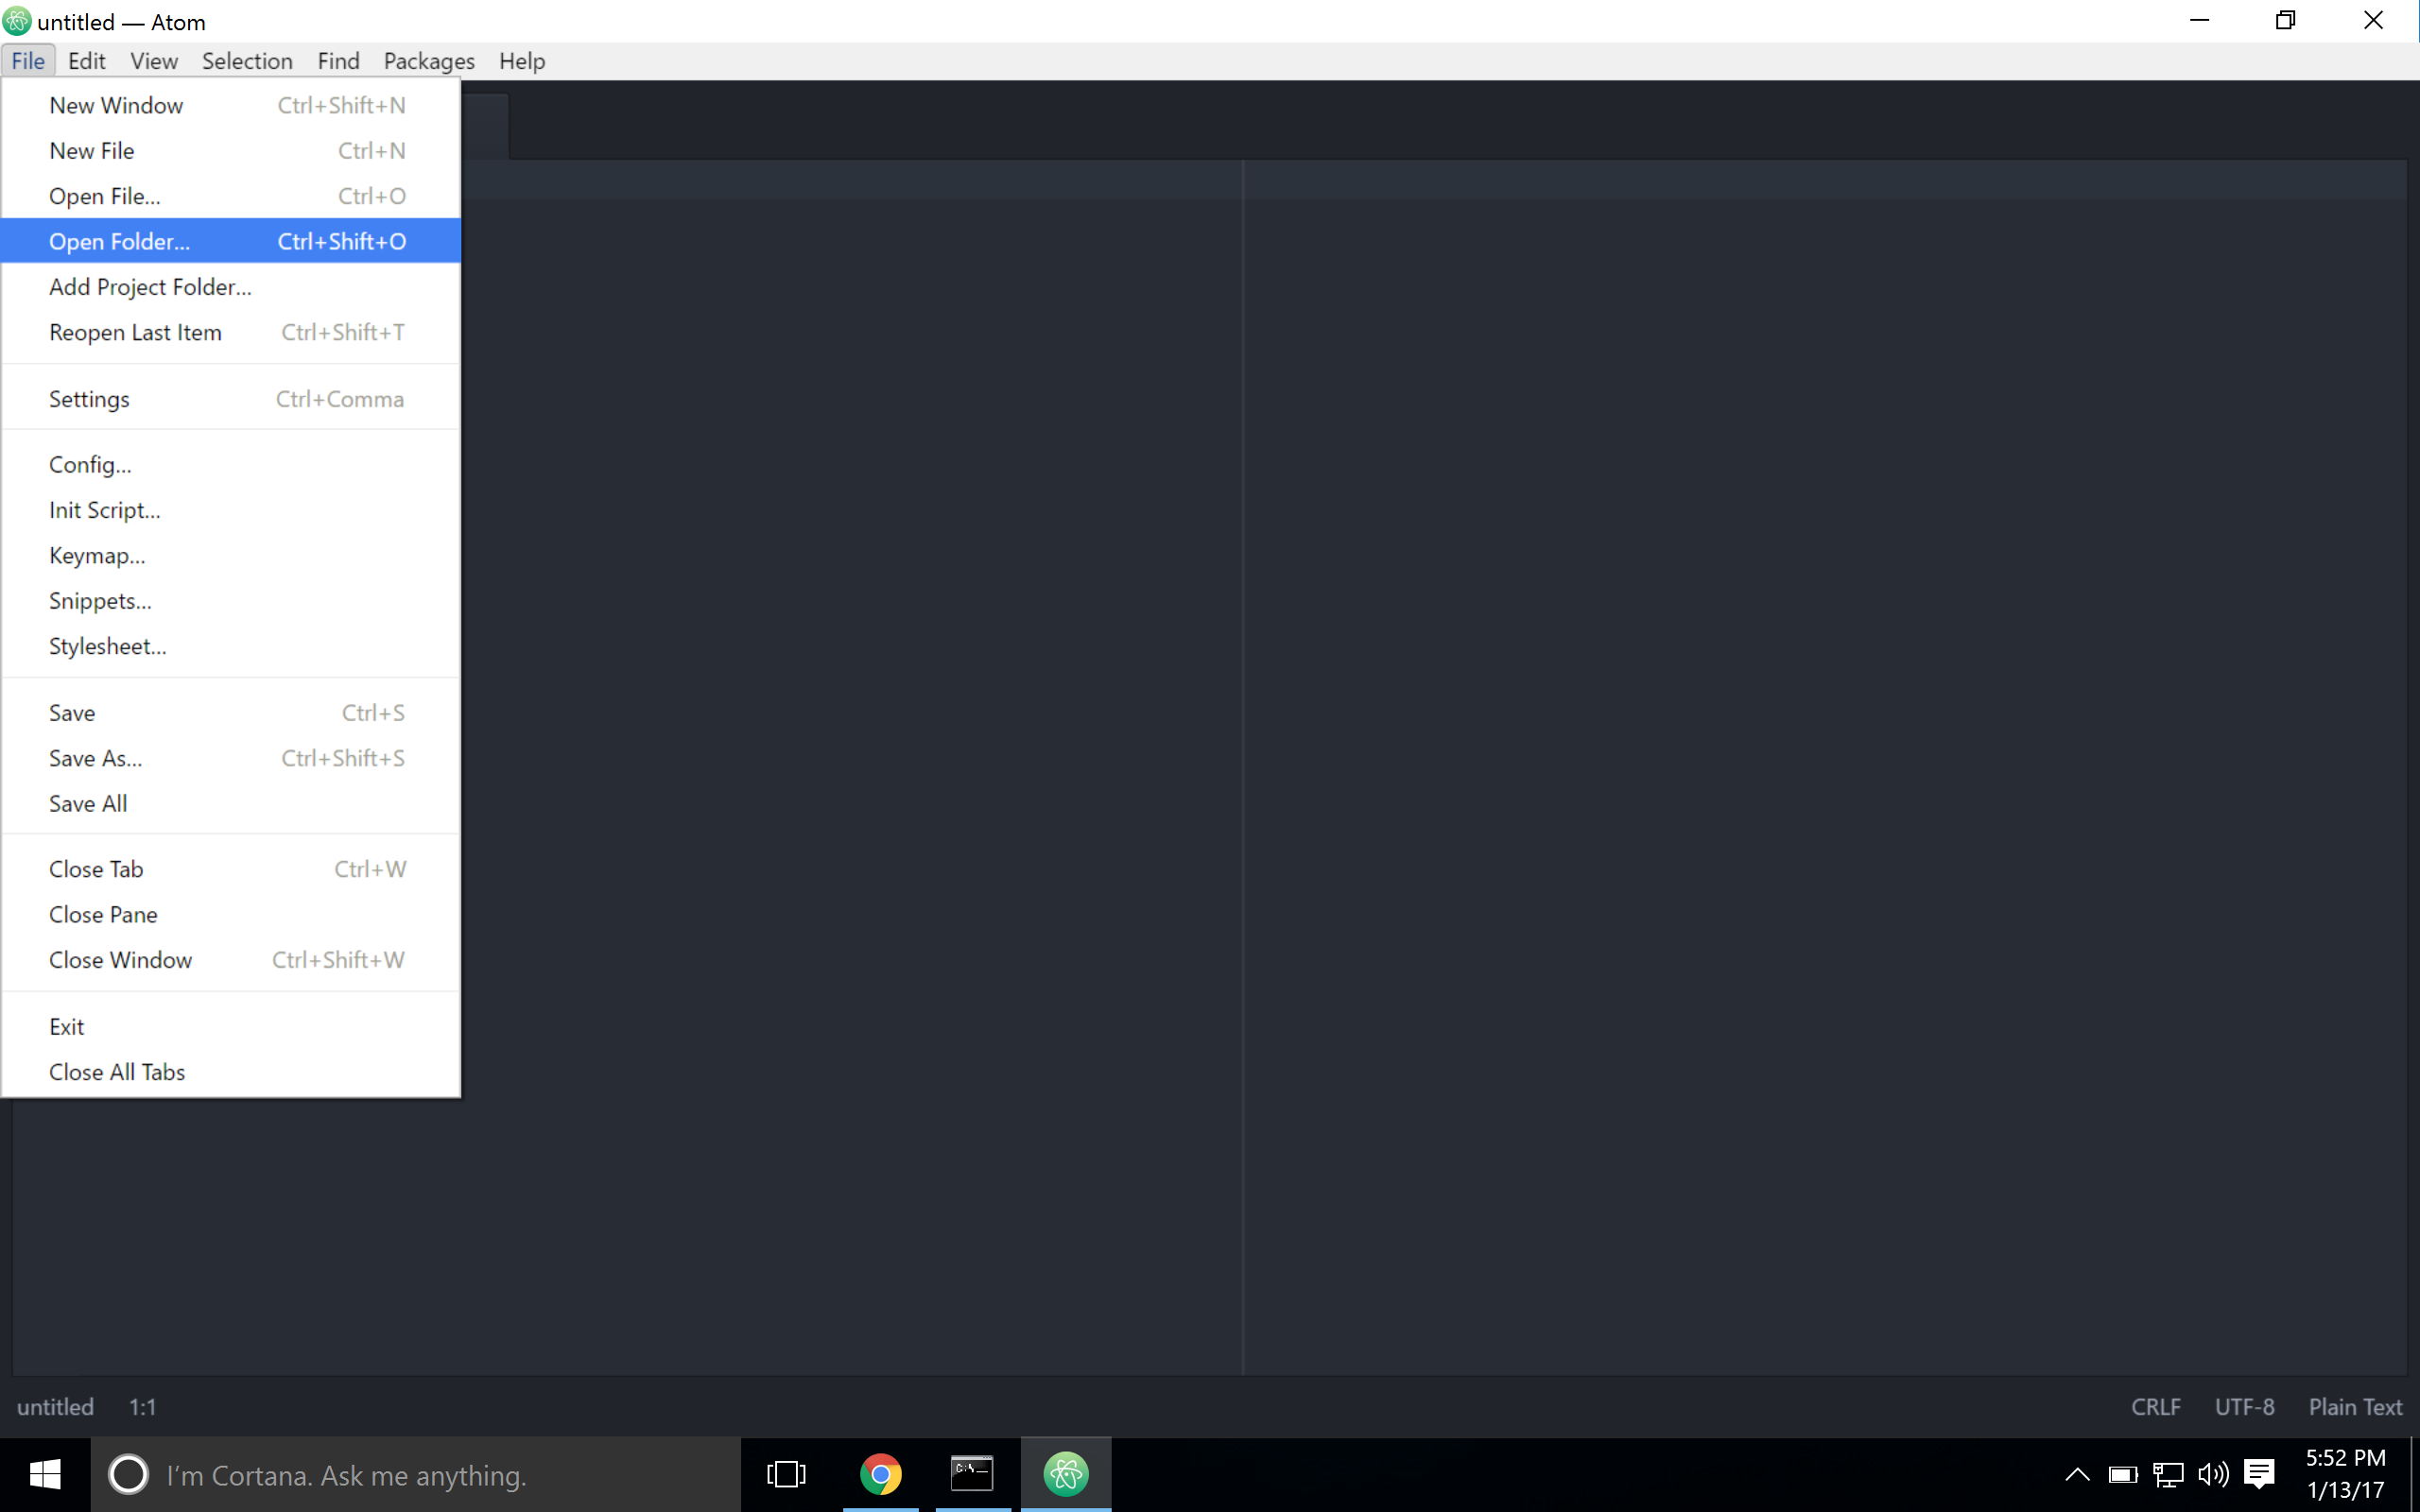 untitled — Atom
File Edit View Selection Find Packages Help
New Window Ctrl+Shift+N
New File Ctrl+N
Open File... Ctrl+O
Open Folder... Ctrl+Shift+O
Add Project Folder...
Reopen Last Item Ctrl+Shift+T
Settings Ctrl+Comma
Config...
Init Script...
Keymap...
Snippets...
Stylesheet...
Save Ctrl+S
Save As... Ctrl+Shift+S
Save All
Close Tab Ctrl+W
Close Pane
Close Window Ctrl+Shift+W
Exit
Close All Tabs
untitled 1:1 CRLF UTF-8 Plain Text
I'm Cortana. Ask me anything.
C:\
5:52 PM
1/13/17